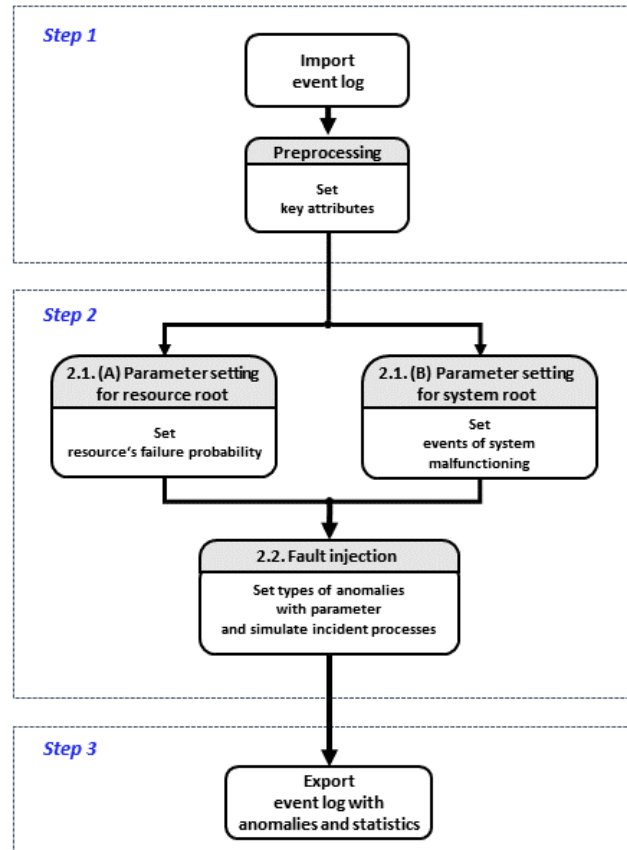 Step 1
Import
event log
Preprocessing
Set
key attributes
Step 2
2.1. (A) Parameter setting
for resource root
Set
resource's failure probability
2.1. (B) Parameter setting
for system root
Set
events of system
malfunctioning
2.2. Fault injection
Set types of anomalies
with parameter
and simulate incident processes
Step 3
Export
event log with
anomalies and statistics